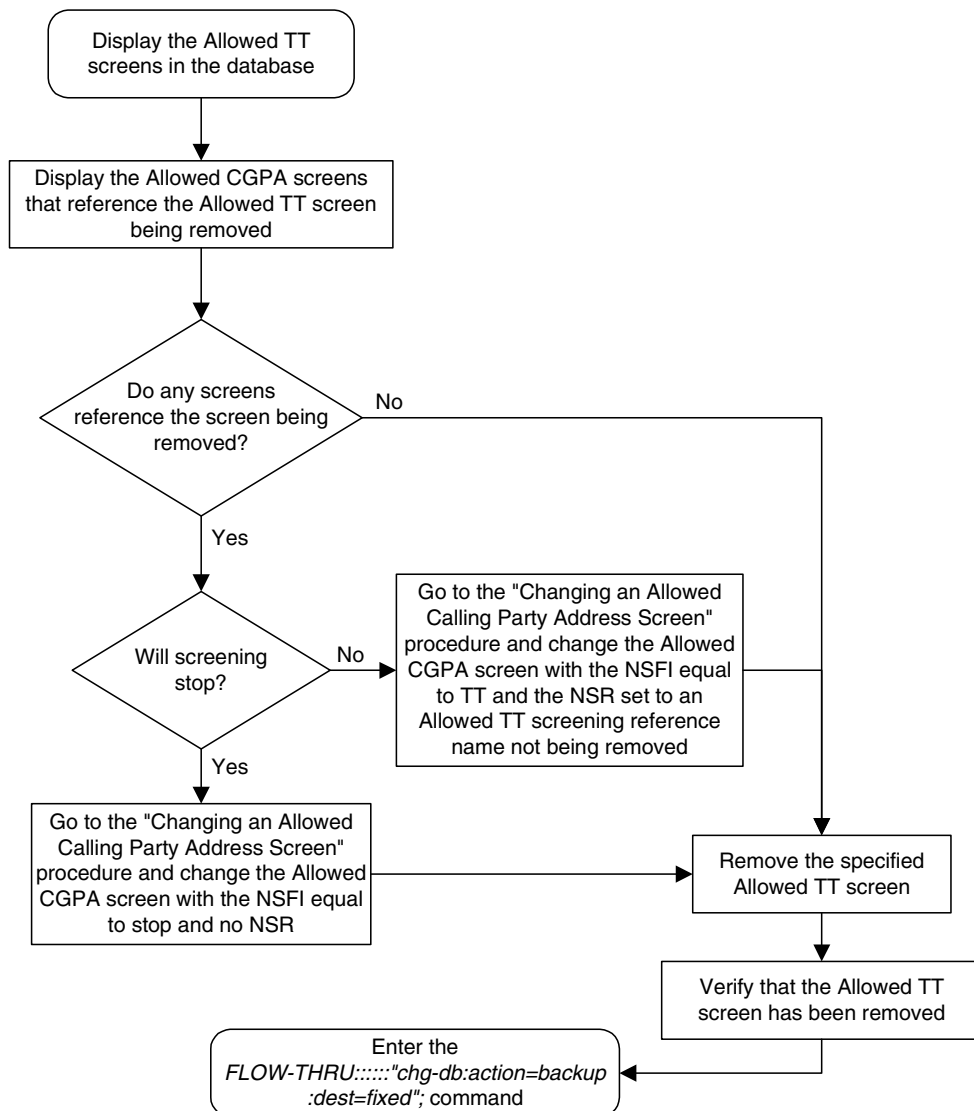 Display the Allowed TT
screens in the database
Display the Allowed CGPA screens
that reference the Allowed TT screen
being removed
Do any screens
reference the screen being
removed?
No
Yes
Will screening
stop?
No
Go to the "Changing an Allowed
Calling Party Address Screen"
procedure and change the Allowed
CGPA screen with the NSFI equal
to TT and the NSR set to an
Allowed TT screening reference
name not being removed
Yes
Go to the "Changing an Allowed
Calling Party Address Screen"
procedure and change the Allowed
CGPA screen with the NSFI equal
to stop and no NSR
Remove the specified
Allowed TT screen
Verify that the Allowed TT
screen has been removed
Enter the
FLOW-THRU::::::"chg-db:action=backup
:dest=fixed"; command